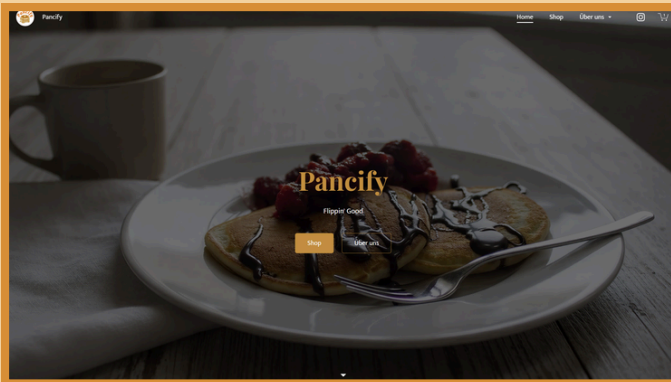 Pancify
Home Shop Über uns
Pancify
Flippin' Good
Shop Über uns